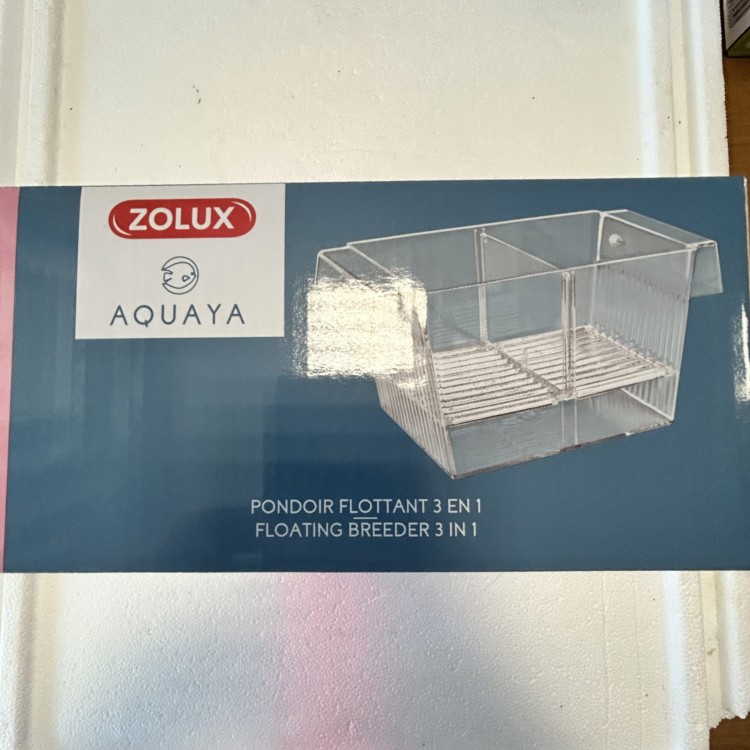 ZOLUX
AQUAYA
PONDOIR FLOTTANT 3 EN 1
FLOATING BREEDER 3 IN 1